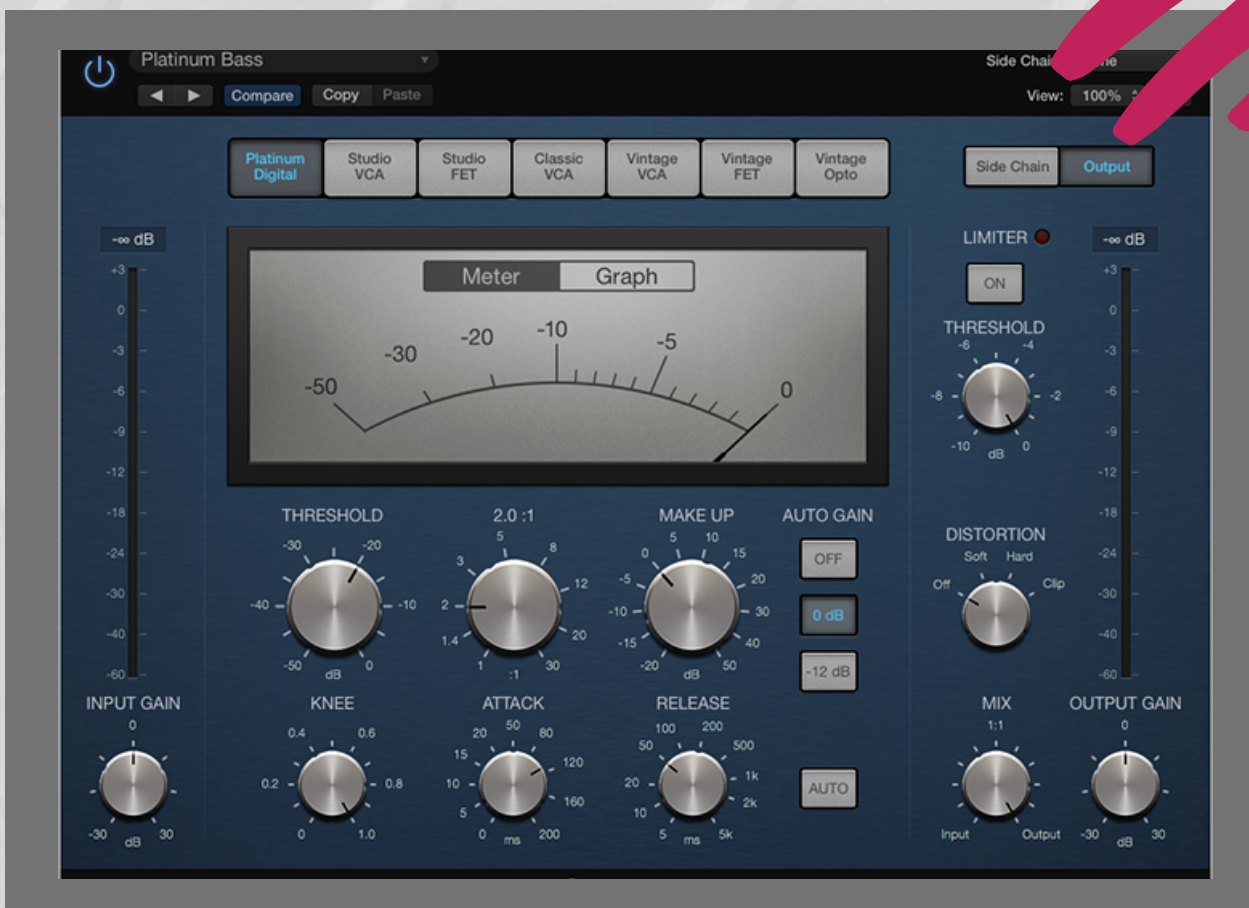 Platinum Bass
Side Chai ne
Compare Copy Paste
View: 100%
Platinum Digital
Studio VCA
Studio FET
Classic VCA
Vintage VCA
Vintage FET
Vintage Opto
Side Chain Output
-∞ dB
+3
0
-3
-6
-9
-12
-18
-24
-30
-40
-60
INPUT GAIN
0
-30 dB 30
Meter Graph
-50 -30 -20 -10 -5 0
THRESHOLD
-50 -40 -30 -20 -10 0
dB
2.0 :1
1 1.4 2 3 5 8 12 20 30
:1
MAKE UP
-20 -15 -10 -5 0 5 10 15 20 30 40 50
dB
AUTO GAIN
OFF
0 dB
-12 dB
KNEE
0 0.2 0.4 0.6 0.8 1.0
ATTACK
0 5 10 15 20 50 80 120 160 200
ms
RELEASE
5 10 20 50 100 200 500 1k 2k 5k
ms
AUTO
LIMITER
ON
THRESHOLD
-10 -8 -6 -4 -2 0
dB
DISTORTION
Off Soft Hard Clip
MIX
1:1
Input Output
-∞ dB
+3
0
-3
-6
-9
-12
-18
-24
-30
-40
-60
OUTPUT GAIN
0
-30 dB 30